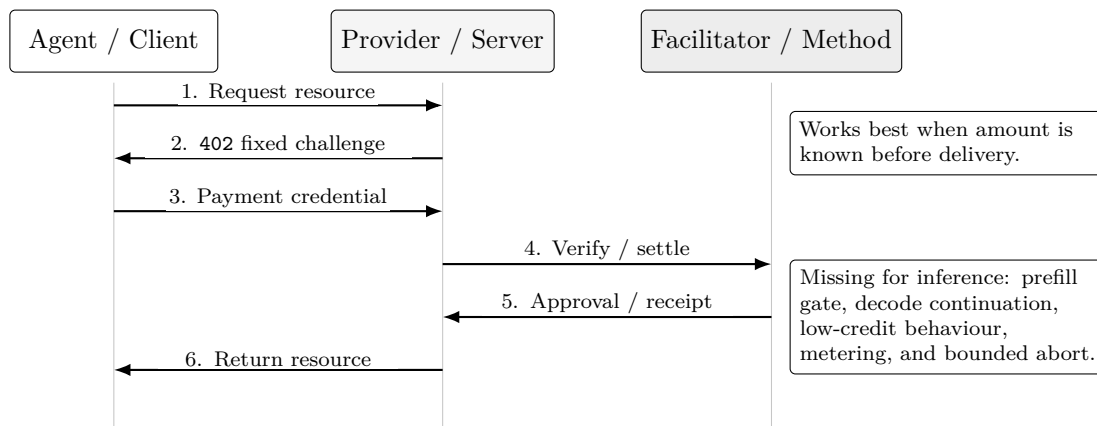 Agent / Client
Provider / Server
Facilitator / Method
1. Request resource
2. 402 fixed challenge
3. Payment credential
4. Verify / settle
5. Approval / receipt
6. Return resource
Works best when amount is
known before delivery.
Missing for inference: prefill
gate, decode continuation,
low-credit behaviour,
metering, and bounded abort.